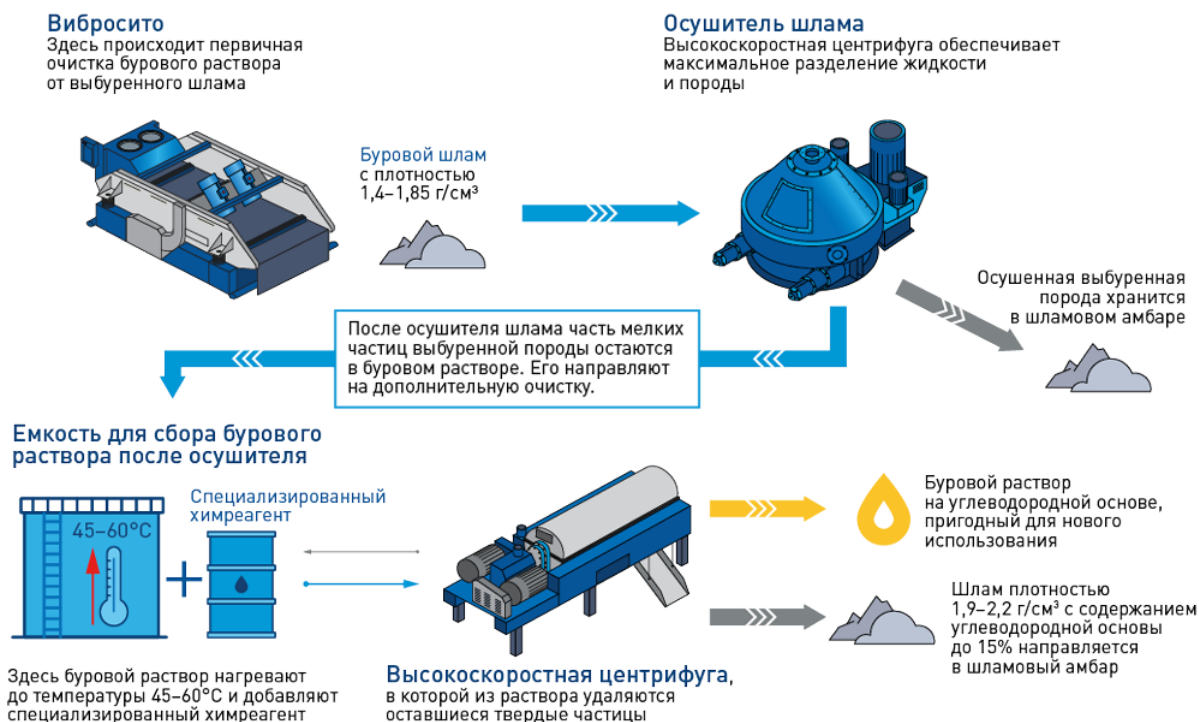 Вибросито
Здесь происходит первичная
очистка бурового раствора
от выбуренного шлама
Осушитель шлама
Высокоскоростная центрифуга обеспечивает
максимальное разделение жидкости
и породы
Буровой шлам
с плотностью
1,4–1,85 г/см³
Осушенная выбуренная
порода хранится
в шламовом амбаре
После осушителя шлама часть мелких
частиц выбуренной породы остаются
в буровом растворе. Его направляют
на дополнительную очистку.
Емкость для сбора бурового
раствора после осушителя
45–60°C
Специализированный
химреагент
Здесь буровой раствор нагревают
до температуры 45–60°C и добавляют
специализированный химреагент
Высокоскоростная центрифуга,
в которой из раствора удаляются
оставшиеся твердые частицы
Буровой раствор
на углеводородной основе,
пригодный для нового
использования
Шлам плотностью
1,9–2,2 г/см³ с содержанием
углеводородной основы
до 15% направляется
в шламовый амбар